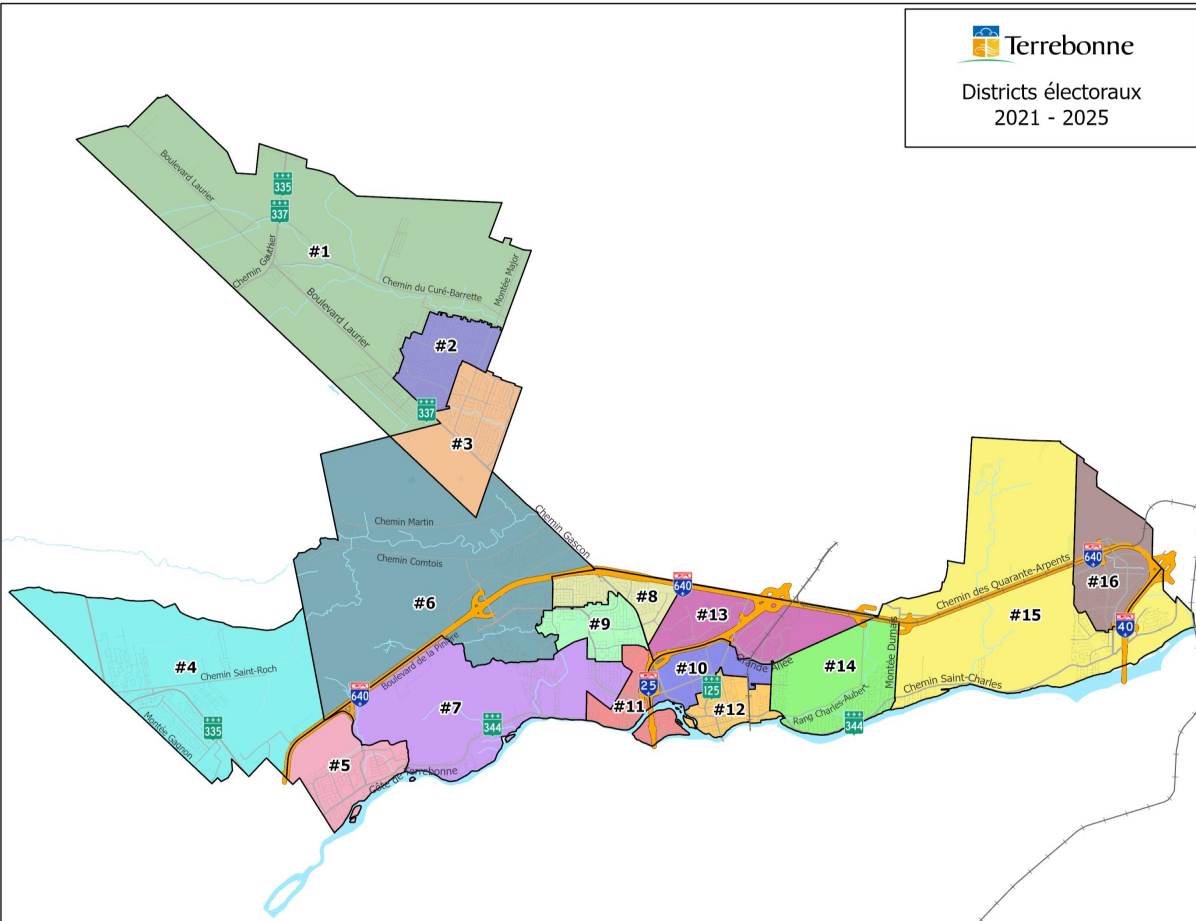 Terrebonne
Districts électoraux
2021 - 2025
Boulevard Laurier
335
337
#1
Chemin Gauthier
Chemin du Curé-Barrette
Montée Major
Boulevard Laurier
#2
337
#3
Chemin Gascon
Chemin Martin
Chemin Comtois
#6
640
#8
#9
#13
Chemin des Quarante-Arpents
640
#16
#15
40
#4
Chemin Saint-Roch
Montée Gagnon
335
640
Boulevard de la Pinière
#7
344
#5
Côte de Terrebonne
#11
25
#10
125
#12
Grande Allée
#14
Montée Dumais
Rang Charles-Aubert
344
Chemin Saint-Charles